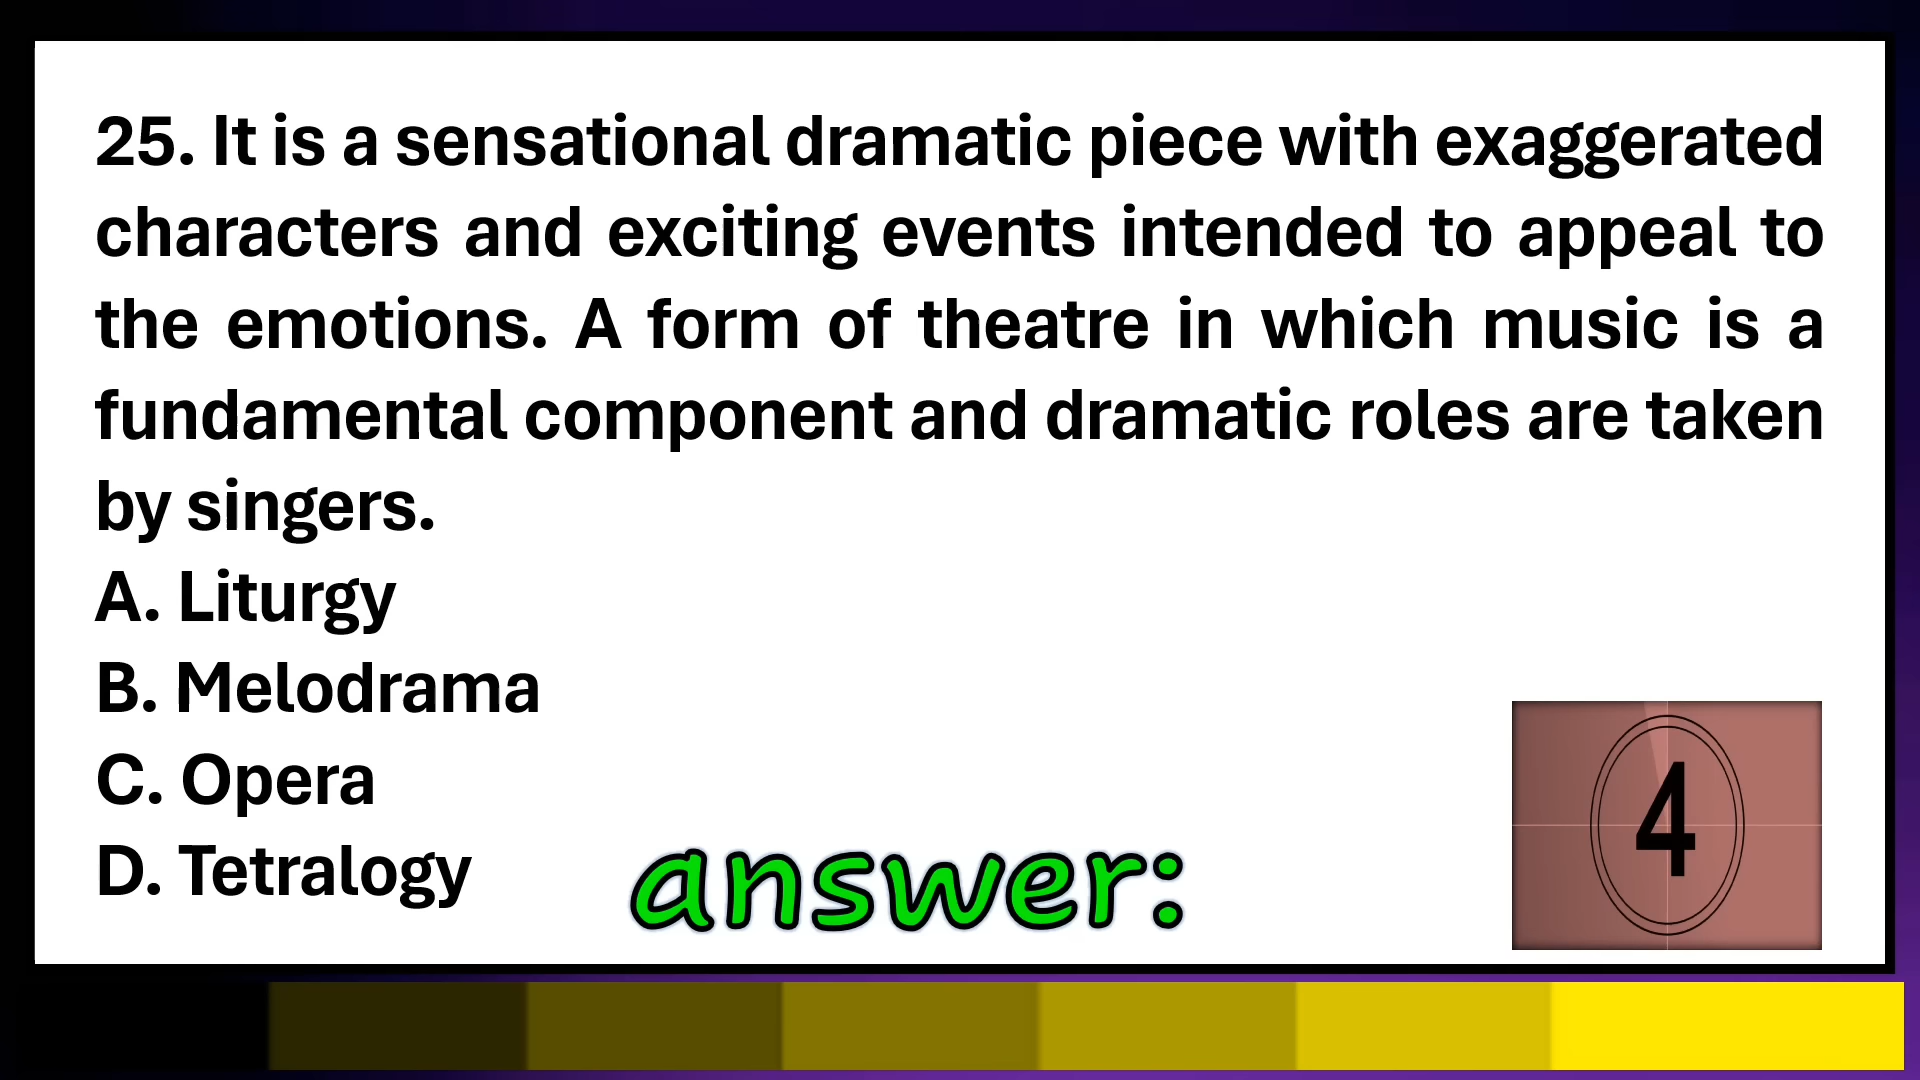 25. It is a sensational dramatic piece with exaggerated
characters and exciting events intended to appeal to
the emotions. A form of theatre in which music is a
fundamental component and dramatic roles are taken
by singers.
A. Liturgy
B. Melodrama
C. Opera
D. Tetralogy
answer:
4